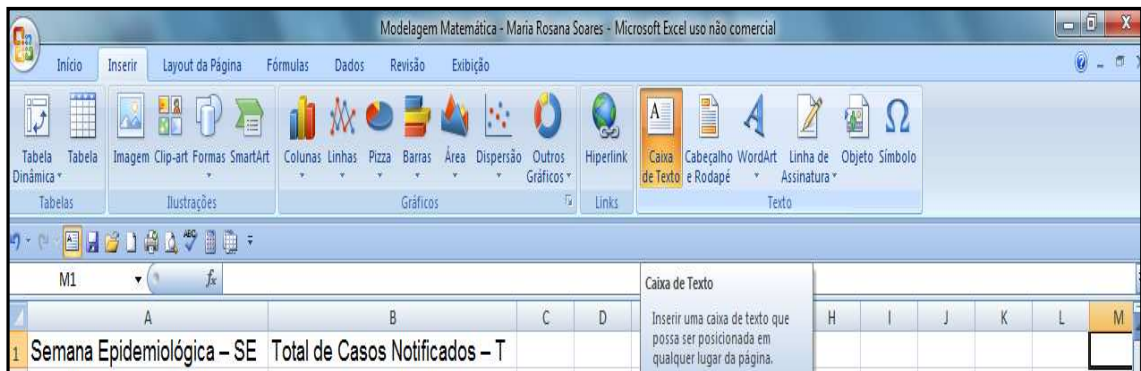 Modelagem Matemática - Maria Rosana Soares - Microsoft Excel uso não comercial
Início Inserir Layout da Página Fórmulas Dados Revisão Exibição
Tabela Dinâmica
Tabela
Imagem
Clip-art
Formas
SmartArt
Colunas
Linhas
Pizza
Barras
Área
Dispersão
Outros Gráficos
Hiperlink
Caixa de Texto
Cabeçalho e Rodapé
WordArt
Linha de Assinatura
Objeto
Símbolo
Tabelas Ilustrações Gráficos Links Texto
M1 fx
Caixa de Texto
Inserir uma caixa de texto que
possa ser posicionada em
qualquer lugar da página.
A B C D H I J K L M
1 Semana Epidemiológica – SE Total de Casos Notificados – T